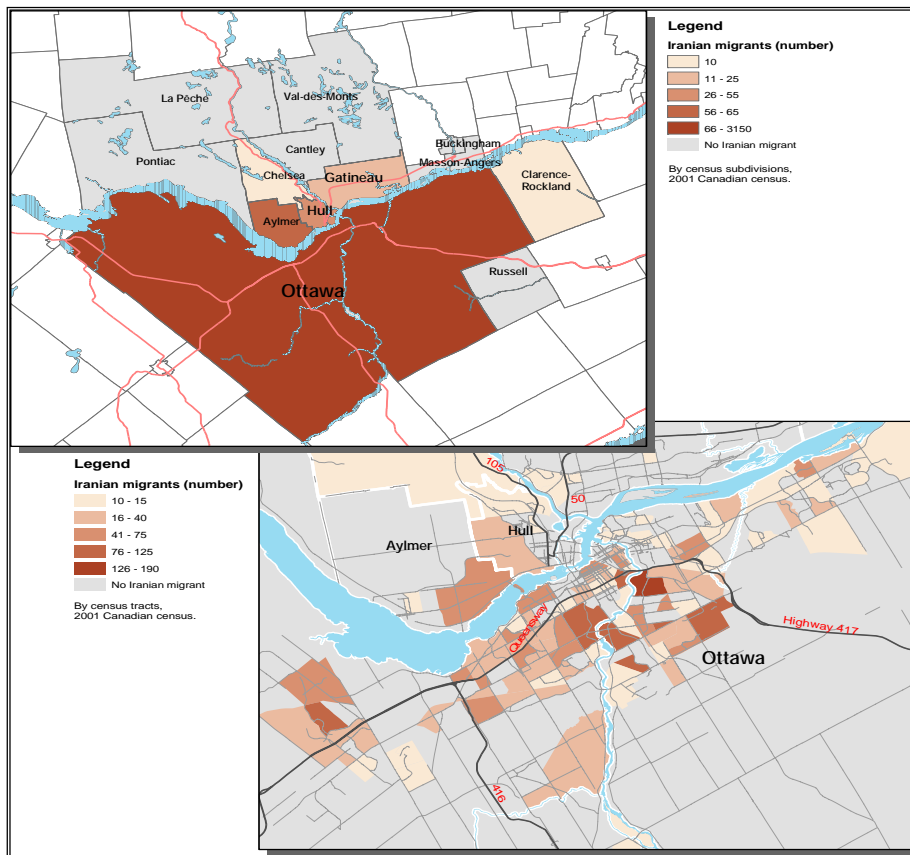 Legend
Iranian migrants (number)
10
11 - 25
26 - 55
56 - 65
66 - 3150
No Iranian migrant
By census subdivisions,
2001 Canadian census.
La Pêche
Val-des-Monts
Pontiac
Cantley
Buckingham
Masson-Angers
Chelsea
Gatineau
Clarence-
Rockland
Aylmer
Hull
Russell
Ottawa
Legend
Iranian migrants (number)
10 - 15
16 - 40
41 - 75
76 - 125
126 - 190
No Iranian migrant
By census tracts,
2001 Canadian census.
105
50
Hull
Aylmer
Queensway
Highway 417
Ottawa
416